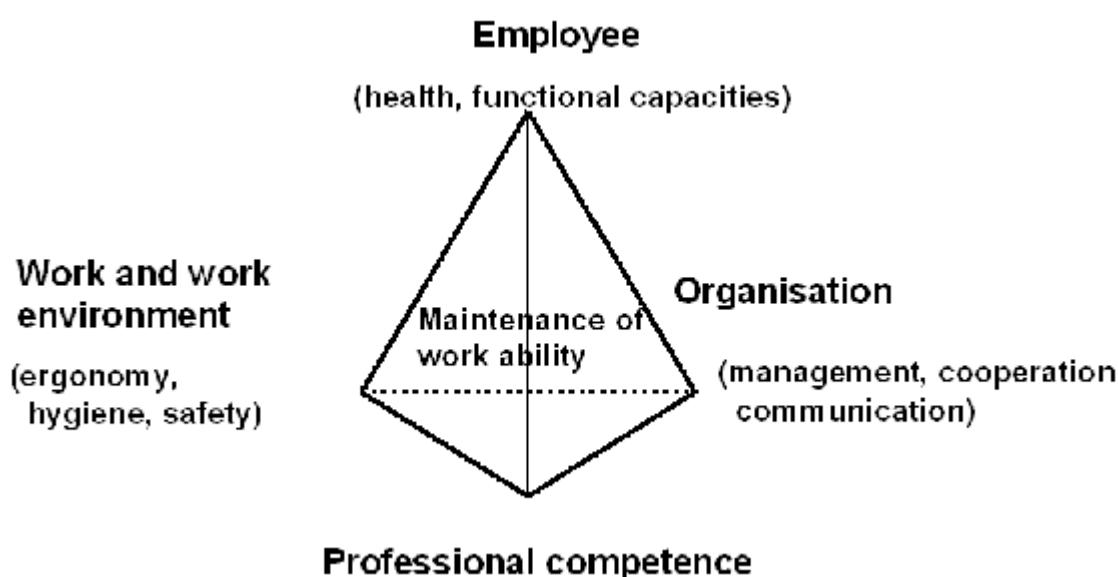 Employee
(health, functional capacities)
Work and work
environment
(ergonomy,
hygiene, safety)
Maintenance of
work ability
Organisation
(management, cooperation
communication)
Professional competence